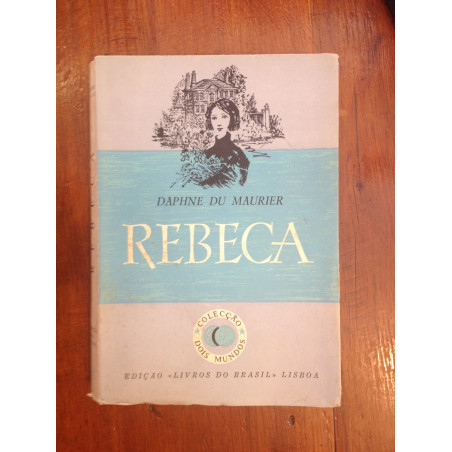 DAPHNE DU MAURIER
REBECA
COLECÇÃO
DOIS MUNDOS
EDIÇÃO «LIVROS DO BRASIL» LISBOA